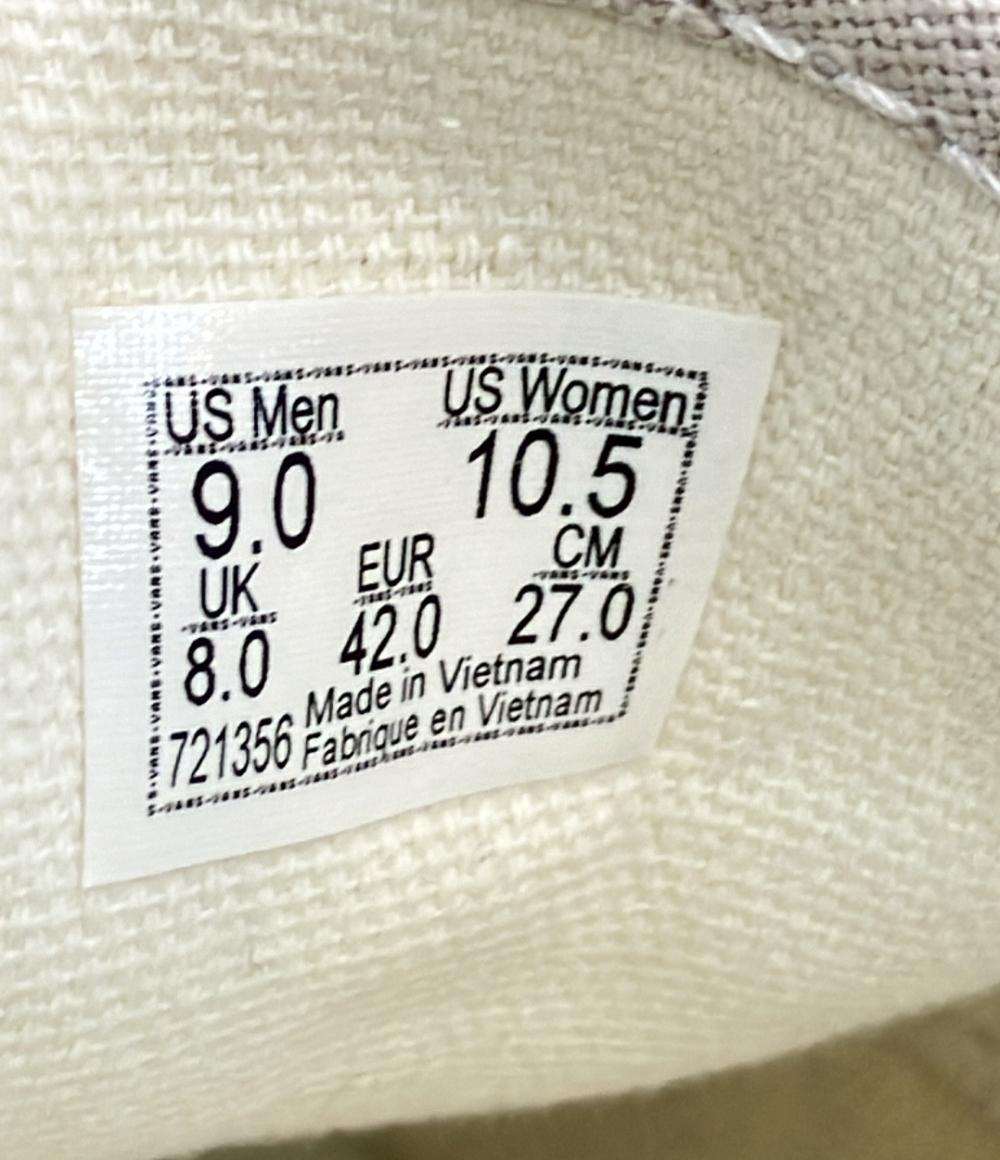 US Men US Women
9.0 10.5
UK EUR CM
8.0 42.0 27.0
Made in Vietnam
721356 Fabrique en Vietnam